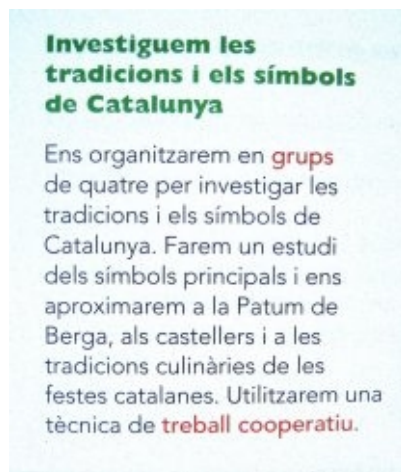 Investiguem les
tradicions i els símbols
de Catalunya
Ens organitzarem en grups
de quatre per investigar les
tradicions i els símbols de
Catalunya. Farem un estudi
dels símbols principals i ens
aproximarem a la Patum de
Berga, als castellers i a les
tradicions culinàries de les
festes catalanes. Utilitzarem una
tècnica de treball cooperatiu.